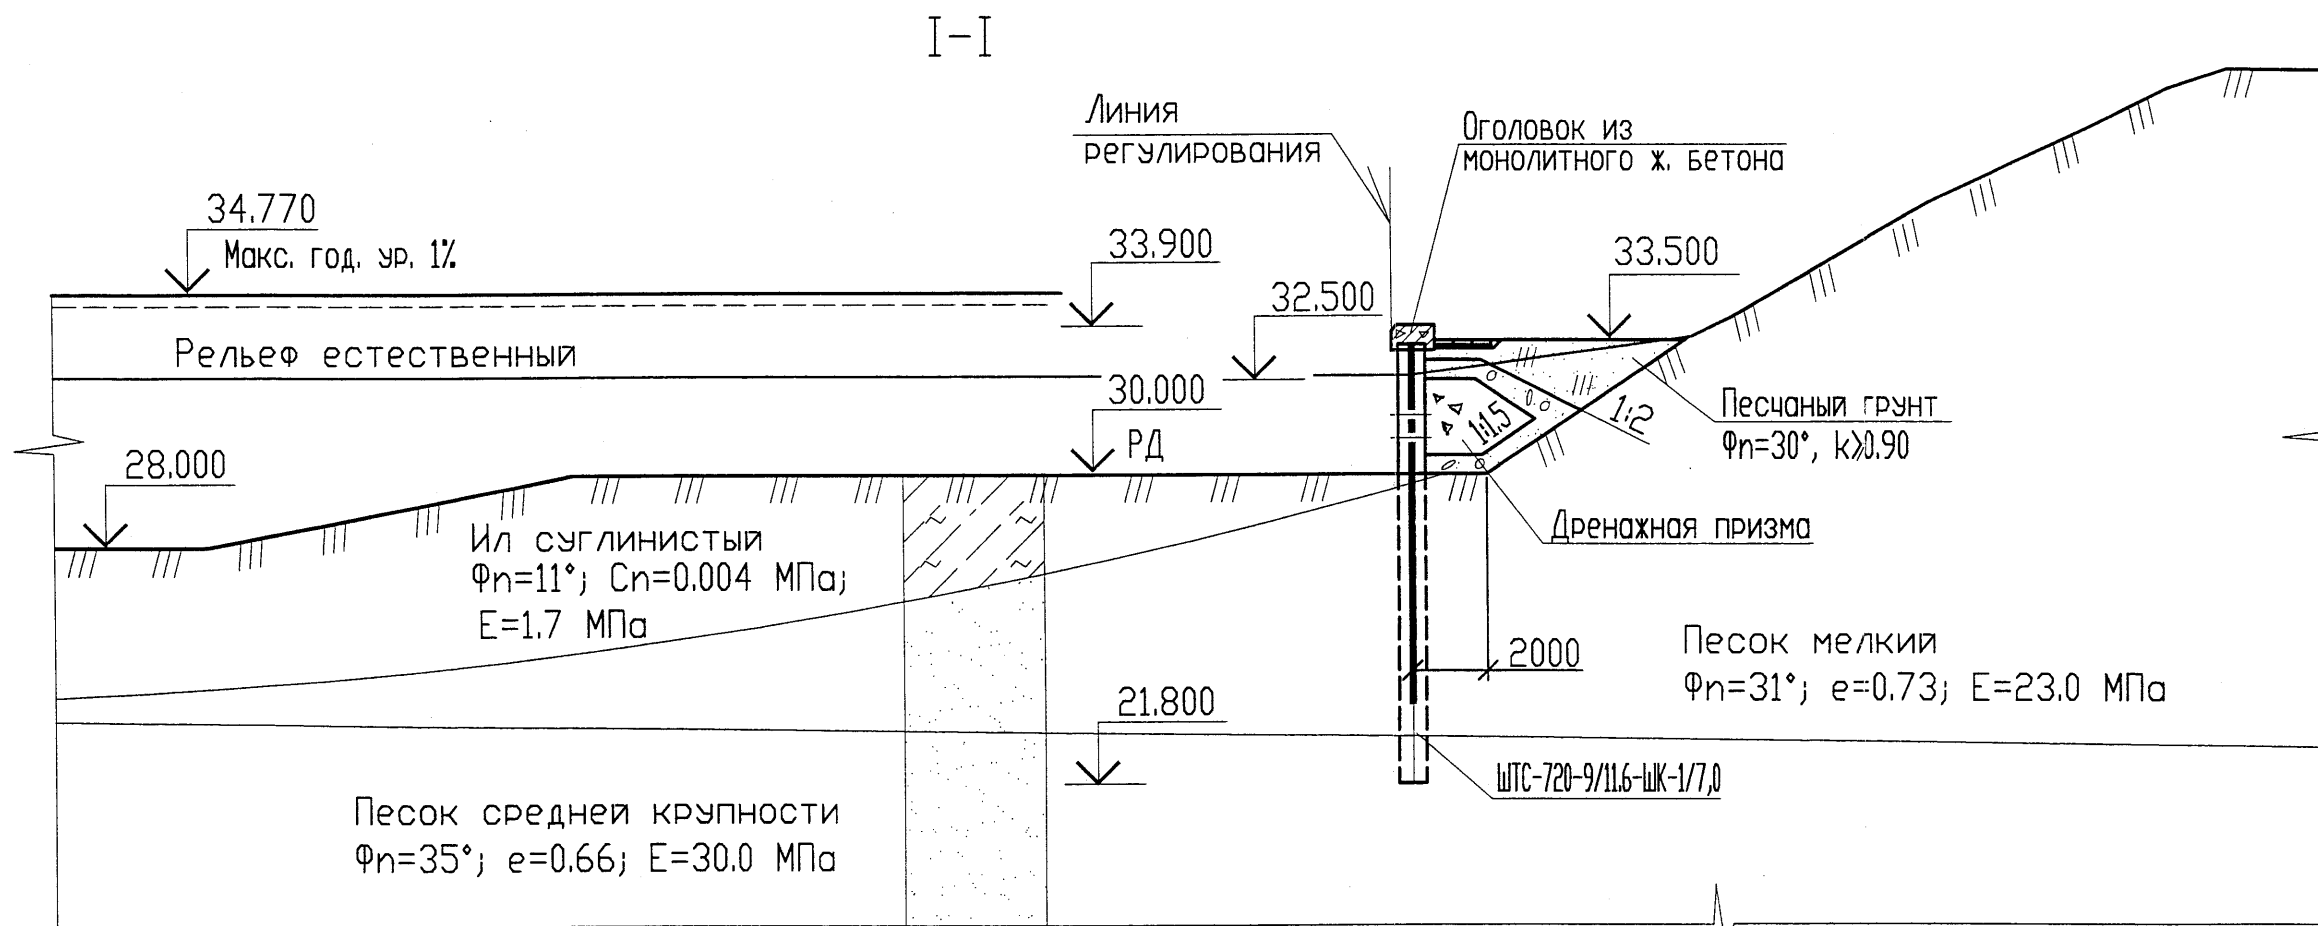 I-I
Линия
регулирования
Оголовок из
монолитного ж. бетона
34.770
Макс. год. ур. 1%
33.900
33.500
32.500
Рельеф естественный
30.000
РД
1:1.5
1:2
Песчаный грунт
φn=30°, k⩾0.90
28.000
Дренажная призма
Ил суглинистый
φn=11°; Cn=0.004 МПа;
E=1.7 МПа
2000
Песок мелкий
φn=31°; e=0.73; E=23.0 МПа
21.800
ШТС-720-9/11.6-ШК-1/7,0
Песок средней крупности
φn=35°; e=0.66; E=30.0 МПа